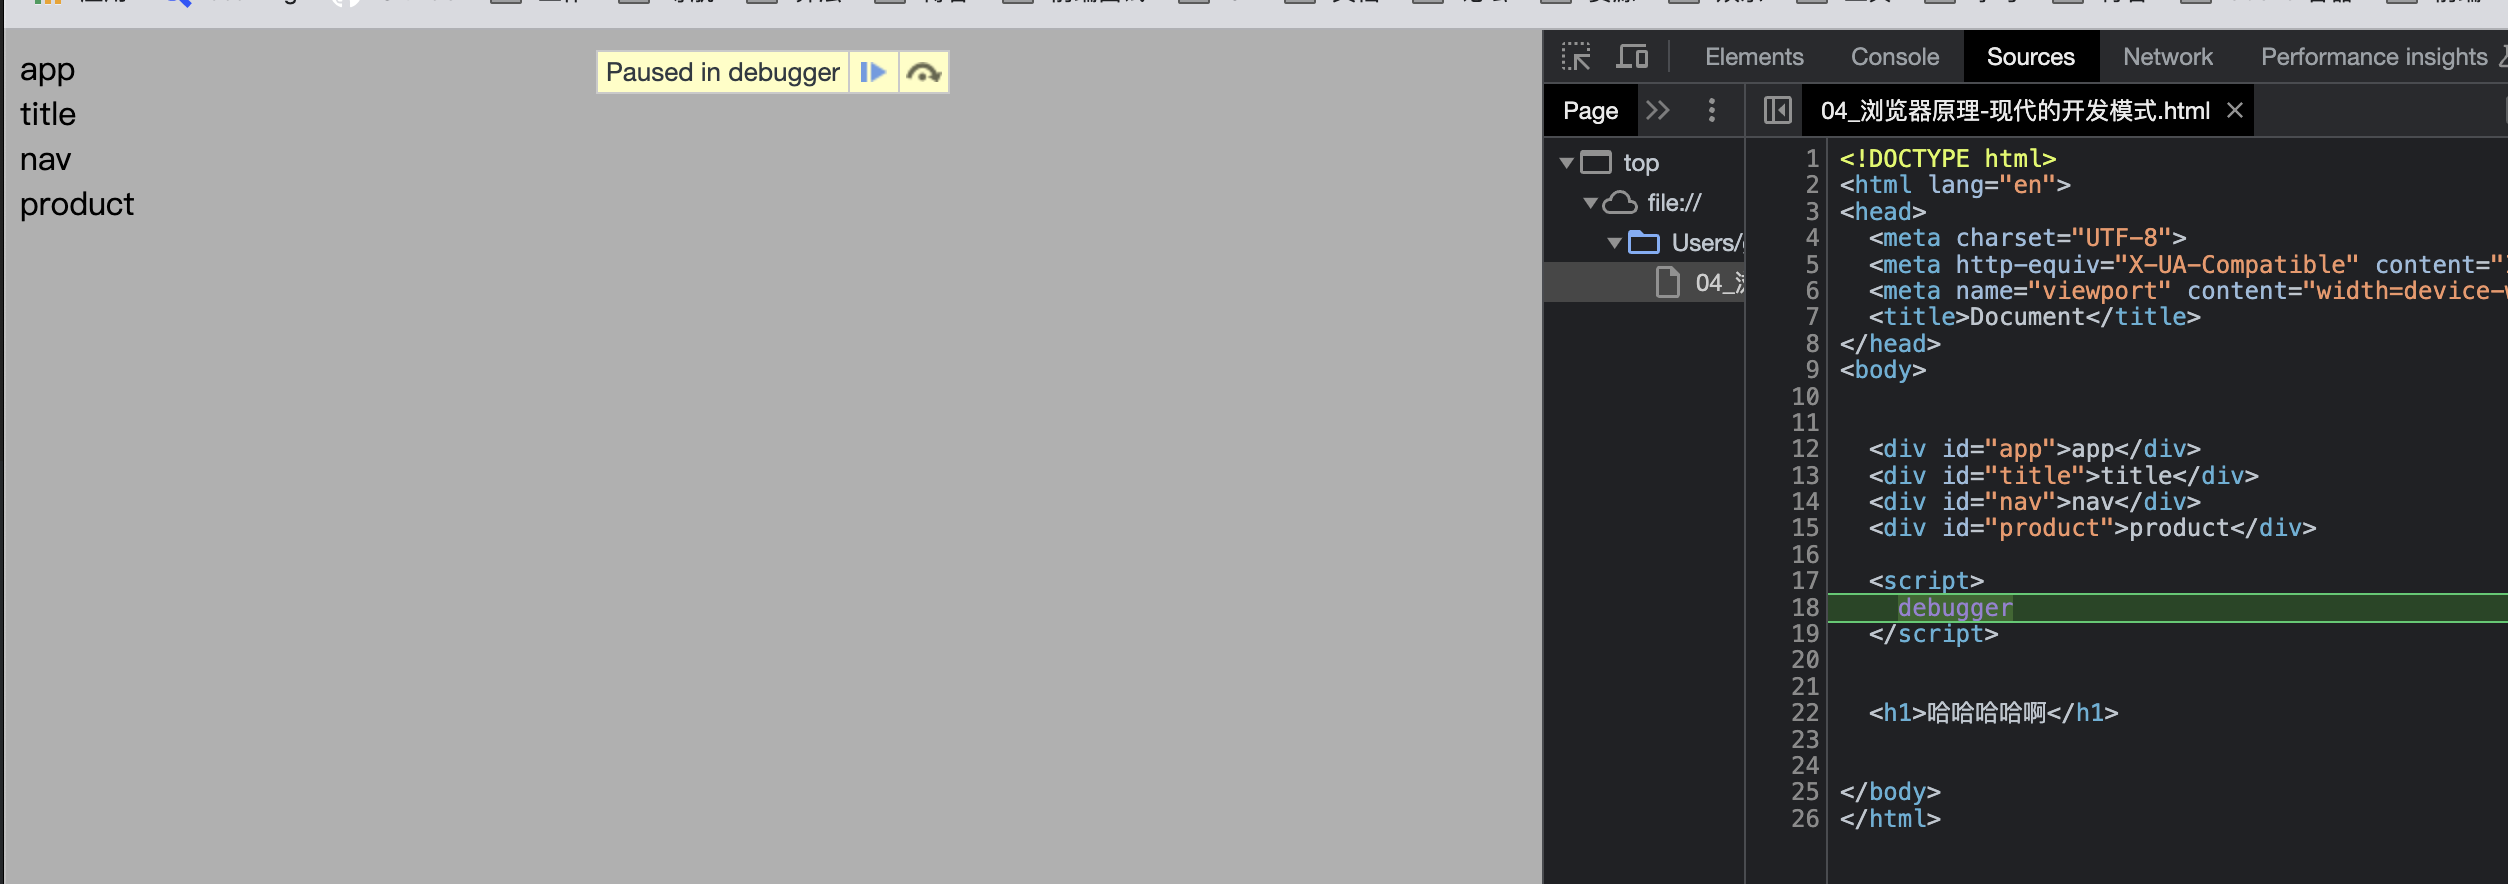 app
title
nav
product
Paused in debugger
Elements Console Sources Network Performance insights
Page
04_浏览器原理-现代的开发模式.html
top
file://
Users/
04_
1 <!DOCTYPE html>
2 <html lang="en">
3 <head>
4 <meta charset="UTF-8">
5 <meta http-equiv="X-UA-Compatible" content="
6 <meta name="viewport" content="width=device-
7 <title>Document</title>
8 </head>
9 <body>
10
11
12 <div id="app">app</div>
13 <div id="title">title</div>
14 <div id="nav">nav</div>
15 <div id="product">product</div>
16
17 <script>
18 debugger
19 </script>
20
21
22 <h1>哈哈哈哈啊</h1>
23
24
25 </body>
26 </html>